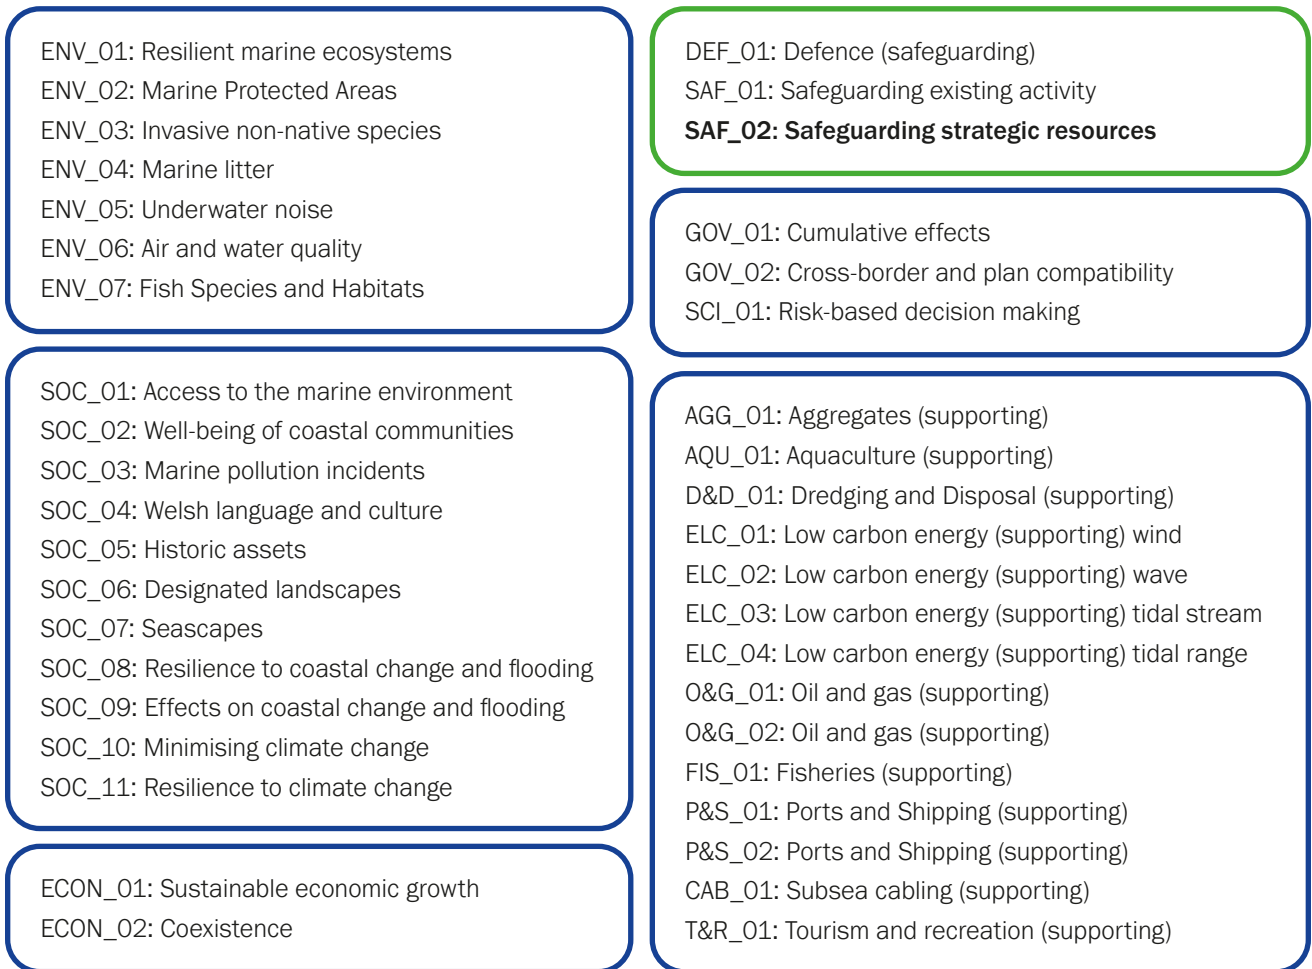 ENV_01: Resilient marine ecosystems
ENV_02: Marine Protected Areas
ENV_03: Invasive non-native species
ENV_04: Marine litter
ENV_05: Underwater noise
ENV_06: Air and water quality
ENV_07: Fish Species and Habitats
SOC_01: Access to the marine environment
SOC_02: Well-being of coastal communities
SOC_03: Marine pollution incidents
SOC_04: Welsh language and culture
SOC_05: Historic assets
SOC_06: Designated landscapes
SOC_07: Seascapes
SOC_08: Resilience to coastal change and flooding
SOC_09: Effects on coastal change and flooding
SOC_10: Minimising climate change
SOC_11: Resilience to climate change
ECON_01: Sustainable economic growth
ECON_02: Coexistence
DEF_01: Defence (safeguarding)
SAF_01: Safeguarding existing activity
SAF_02: Safeguarding strategic resources
GOV_01: Cumulative effects
GOV_02: Cross-border and plan compatibility
SCI_01: Risk-based decision making
AGG_01: Aggregates (supporting)
AQU_01: Aquaculture (supporting)
D&D_01: Dredging and Disposal (supporting)
ELC_01: Low carbon energy (supporting) wind
ELC_02: Low carbon energy (supporting) wave
ELC_03: Low carbon energy (supporting) tidal stream
ELC_04: Low carbon energy (supporting) tidal range
O&G_01: Oil and gas (supporting)
O&G_02: Oil and gas (supporting)
FIS_01: Fisheries (supporting)
P&S_01: Ports and Shipping (supporting)
P&S_02: Ports and Shipping (supporting)
CAB_01: Subsea cabling (supporting)
T&R_01: Tourism and recreation (supporting)